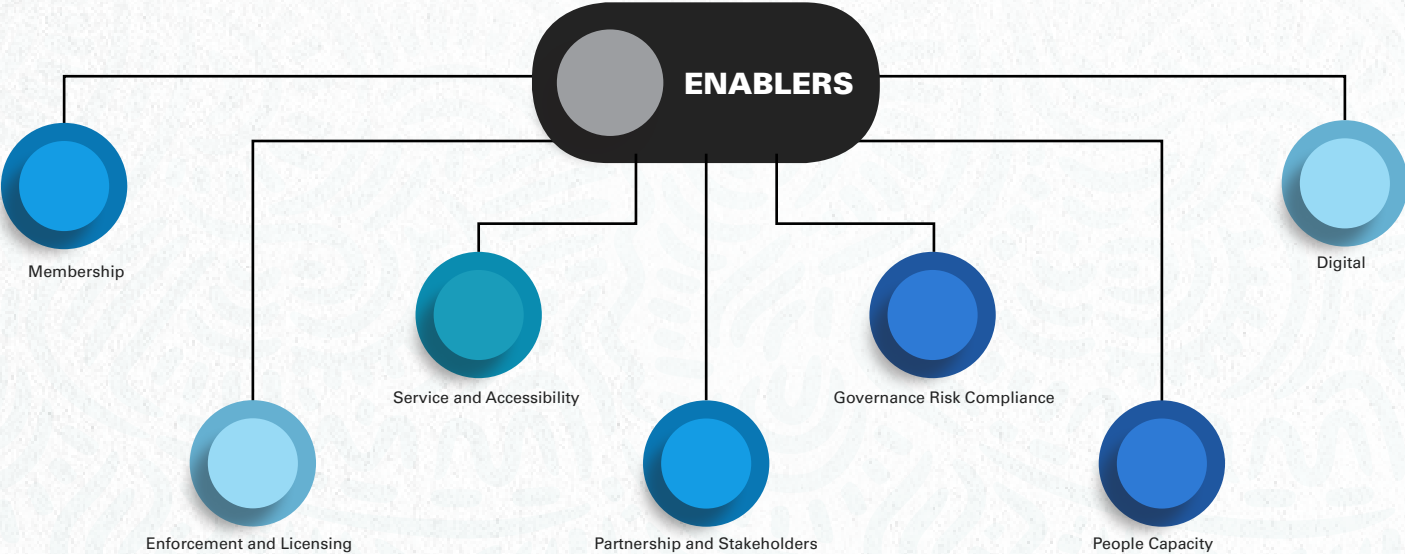 ENABLERS
Membership
Digital
Service and Accessibility
Governance Risk Compliance
Enforcement and Licensing
Partnership and Stakeholders
People Capacity